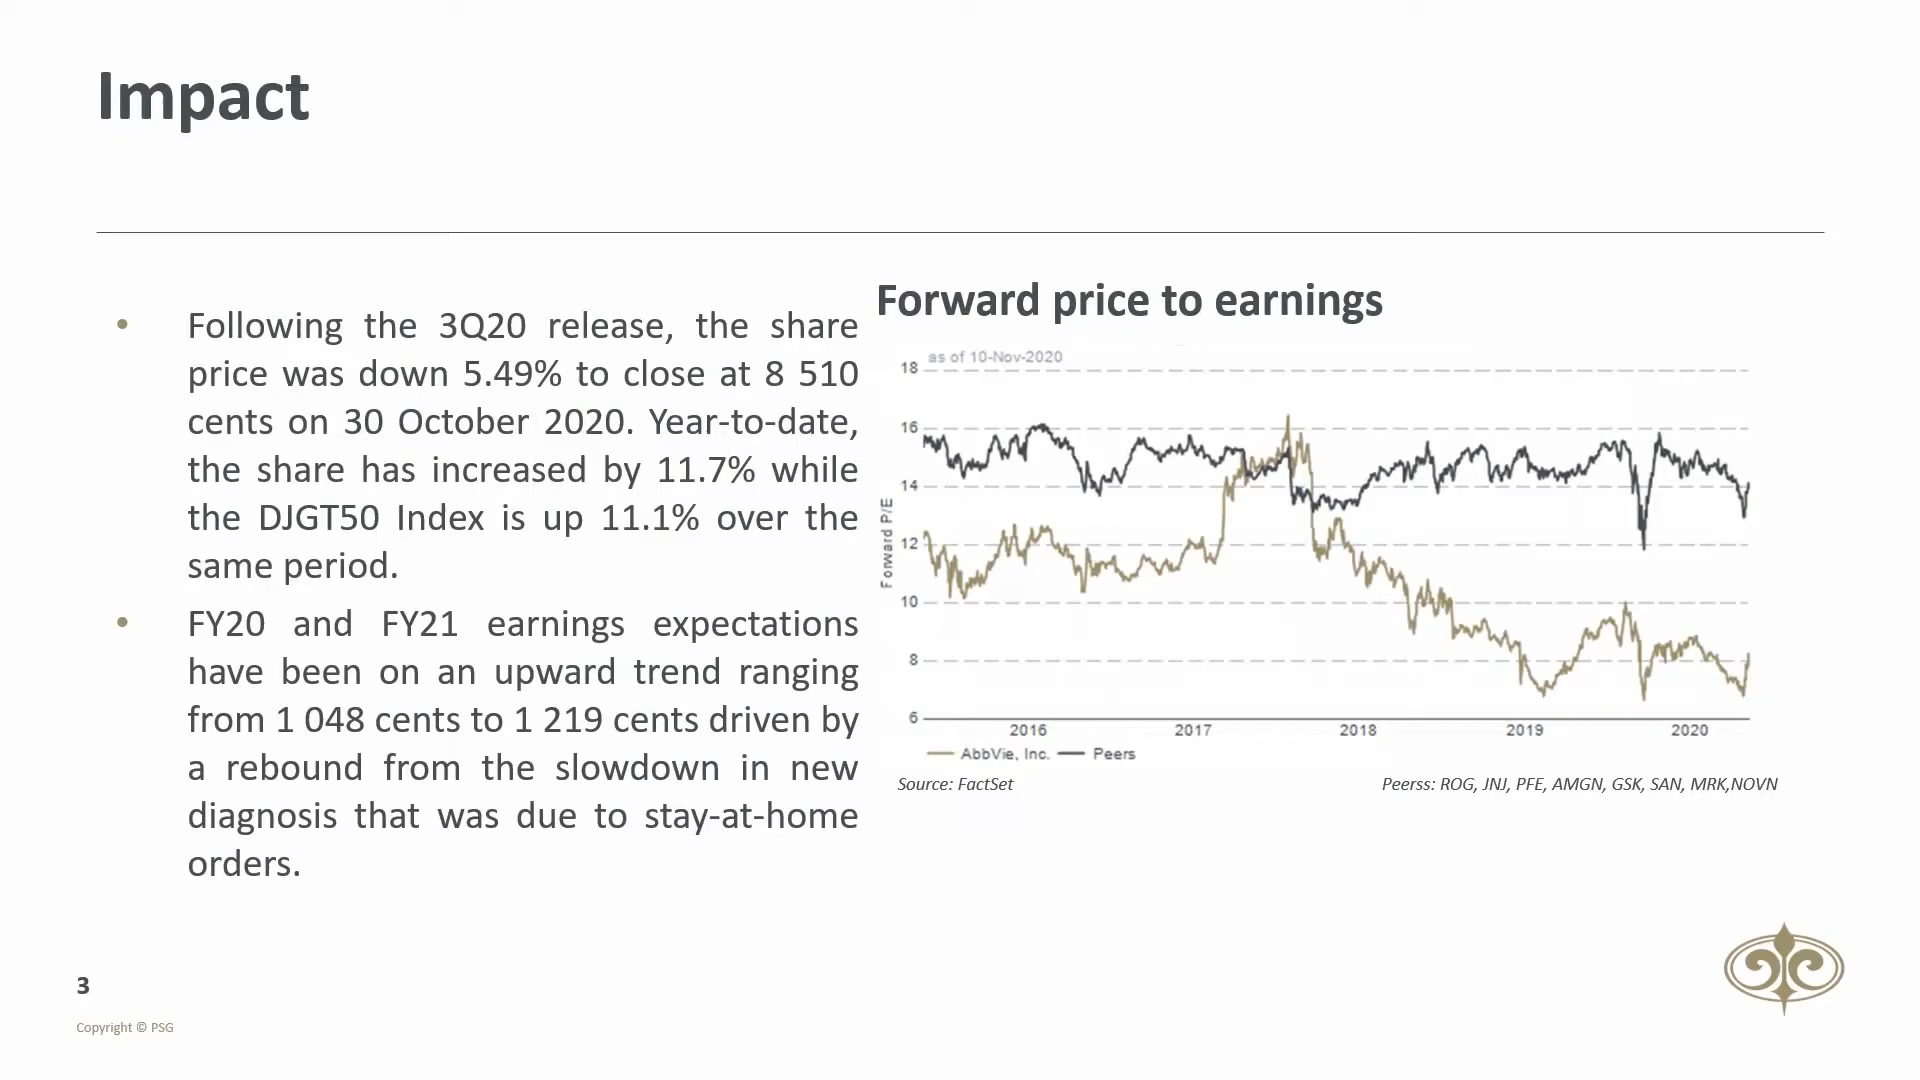 Impact
• Following the 3Q20 release, the share
price was down 5.49% to close at 8 510
cents on 30 October 2020. Year-to-date,
the share has increased by 11.7% while
the DJGT50 Index is up 11.1% over the
same period.
• FY20 and FY21 earnings expectations
have been on an upward trend ranging
from 1 048 cents to 1 219 cents driven by
a rebound from the slowdown in new
diagnosis that was due to stay-at-home
orders.
Forward price to earnings
as of 10-Nov-2020
18
16
14
12
10
8
6
Forward P/E
2016 2017 2018 2019 2020
AbbVie, Inc. Peers
Source: FactSet Peerss: ROG, JNJ, PFE, AMGN, GSK, SAN, MRK,NOVN
3
Copyright © PSG